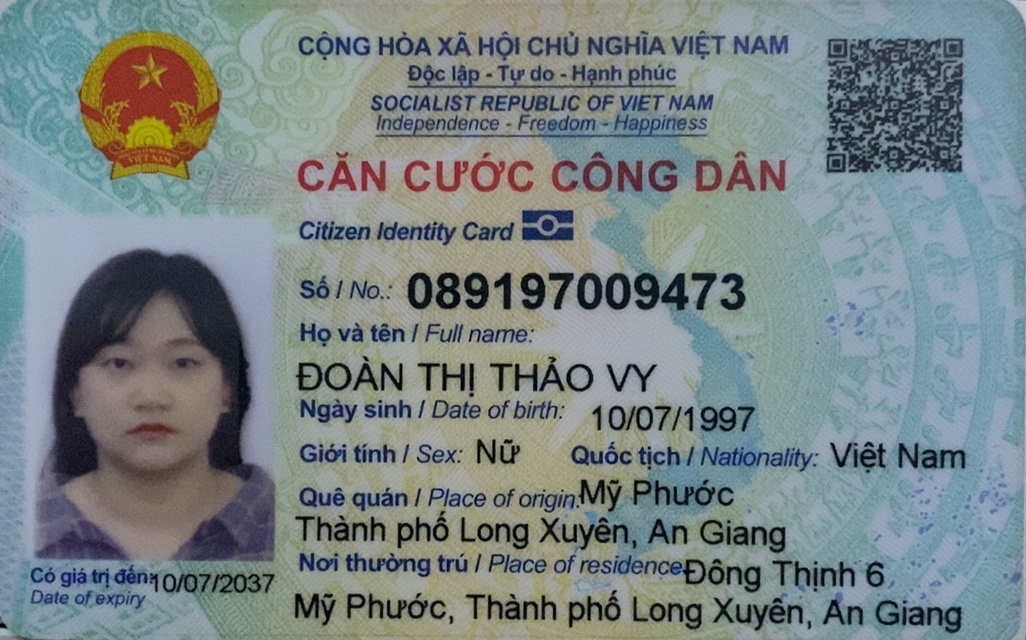 CỘNG HÒA XÃ HỘI CHỦ NGHĨA VIỆT NAM
Độc lập - Tự do - Hạnh phúc
SOCIALIST REPUBLIC OF VIET NAM
Independence - Freedom - Happiness
CĂN CƯỚC CÔNG DÂN
Citizen Identity Card
Số / No.: 089197009473
Họ và tên / Full name:
ĐOÀN THỊ THẢO VY
Ngày sinh / Date of birth: 10/07/1997
Giới tính / Sex: Nữ Quốc tịch / Nationality: Việt Nam
Quê quán / Place of origin: Mỹ Phước
Thành phố Long Xuyên, An Giang
Nơi thường trú / Place of residence: Đông Thịnh 6
Mỹ Phước, Thành phố Long Xuyên, An Giang
Có giá trị đến: 10/07/2037
Date of expiry